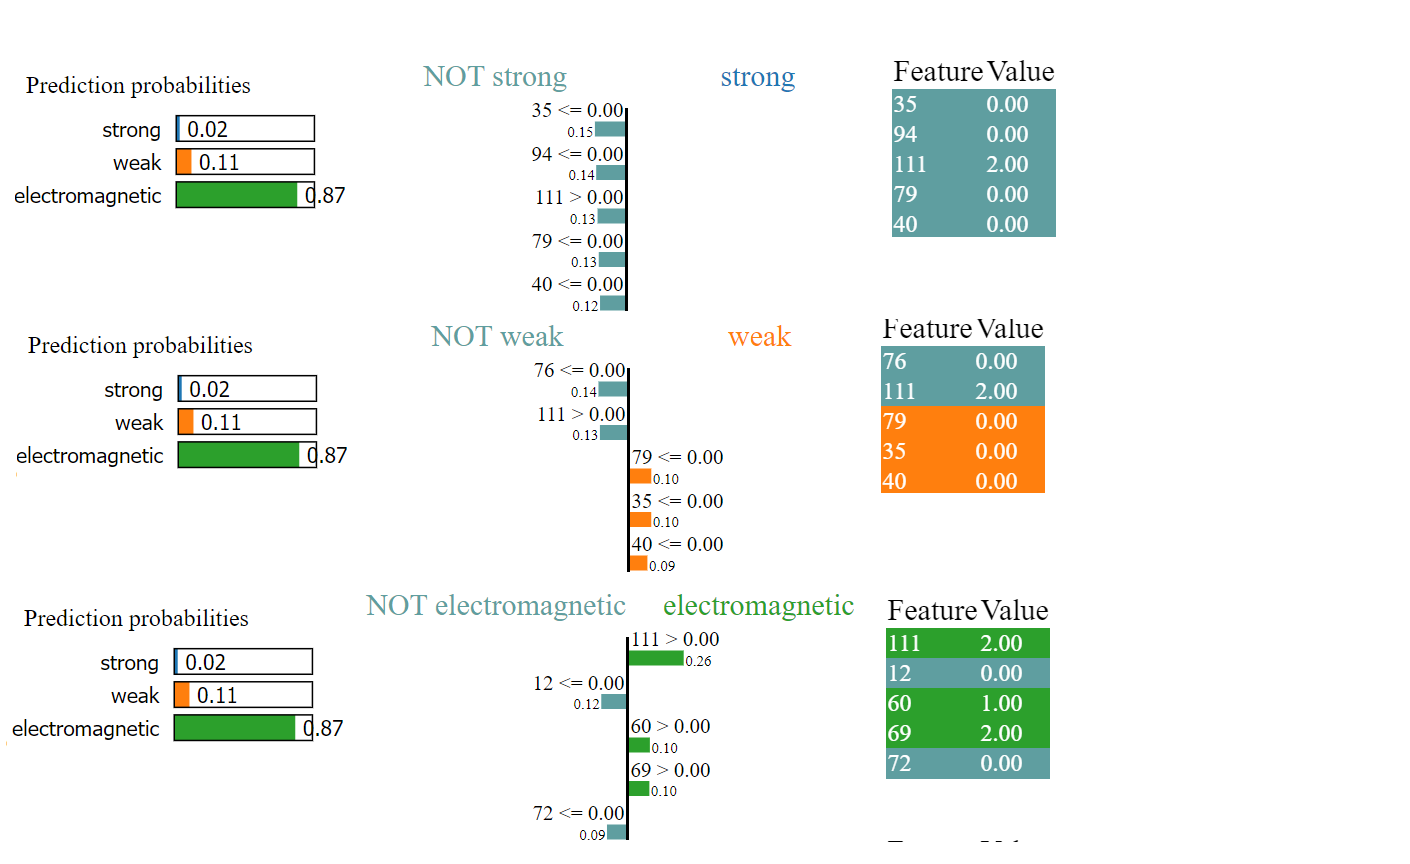 Prediction probabilities
strong 0.02
weak 0.11
electromagnetic 0.87
NOT strong strong
35 <= 0.00
0.15
94 <= 0.00
0.14
111 > 0.00
0.13
79 <= 0.00
0.13
40 <= 0.00
0.12
Feature Value
35 0.00
94 0.00
111 2.00
79 0.00
40 0.00
Prediction probabilities
strong 0.02
weak 0.11
electromagnetic 0.87
NOT weak weak
76 <= 0.00
0.14
111 > 0.00
0.13
79 <= 0.00
0.10
35 <= 0.00
0.10
40 <= 0.00
0.09
Feature Value
76 0.00
111 2.00
79 0.00
35 0.00
40 0.00
Prediction probabilities
strong 0.02
weak 0.11
electromagnetic 0.87
NOT electromagnetic electromagnetic
111 > 0.00
0.26
12 <= 0.00
0.12
60 > 0.00
0.10
69 > 0.00
0.10
72 <= 0.00
0.09
Feature Value
111 2.00
12 0.00
60 1.00
69 2.00
72 0.00